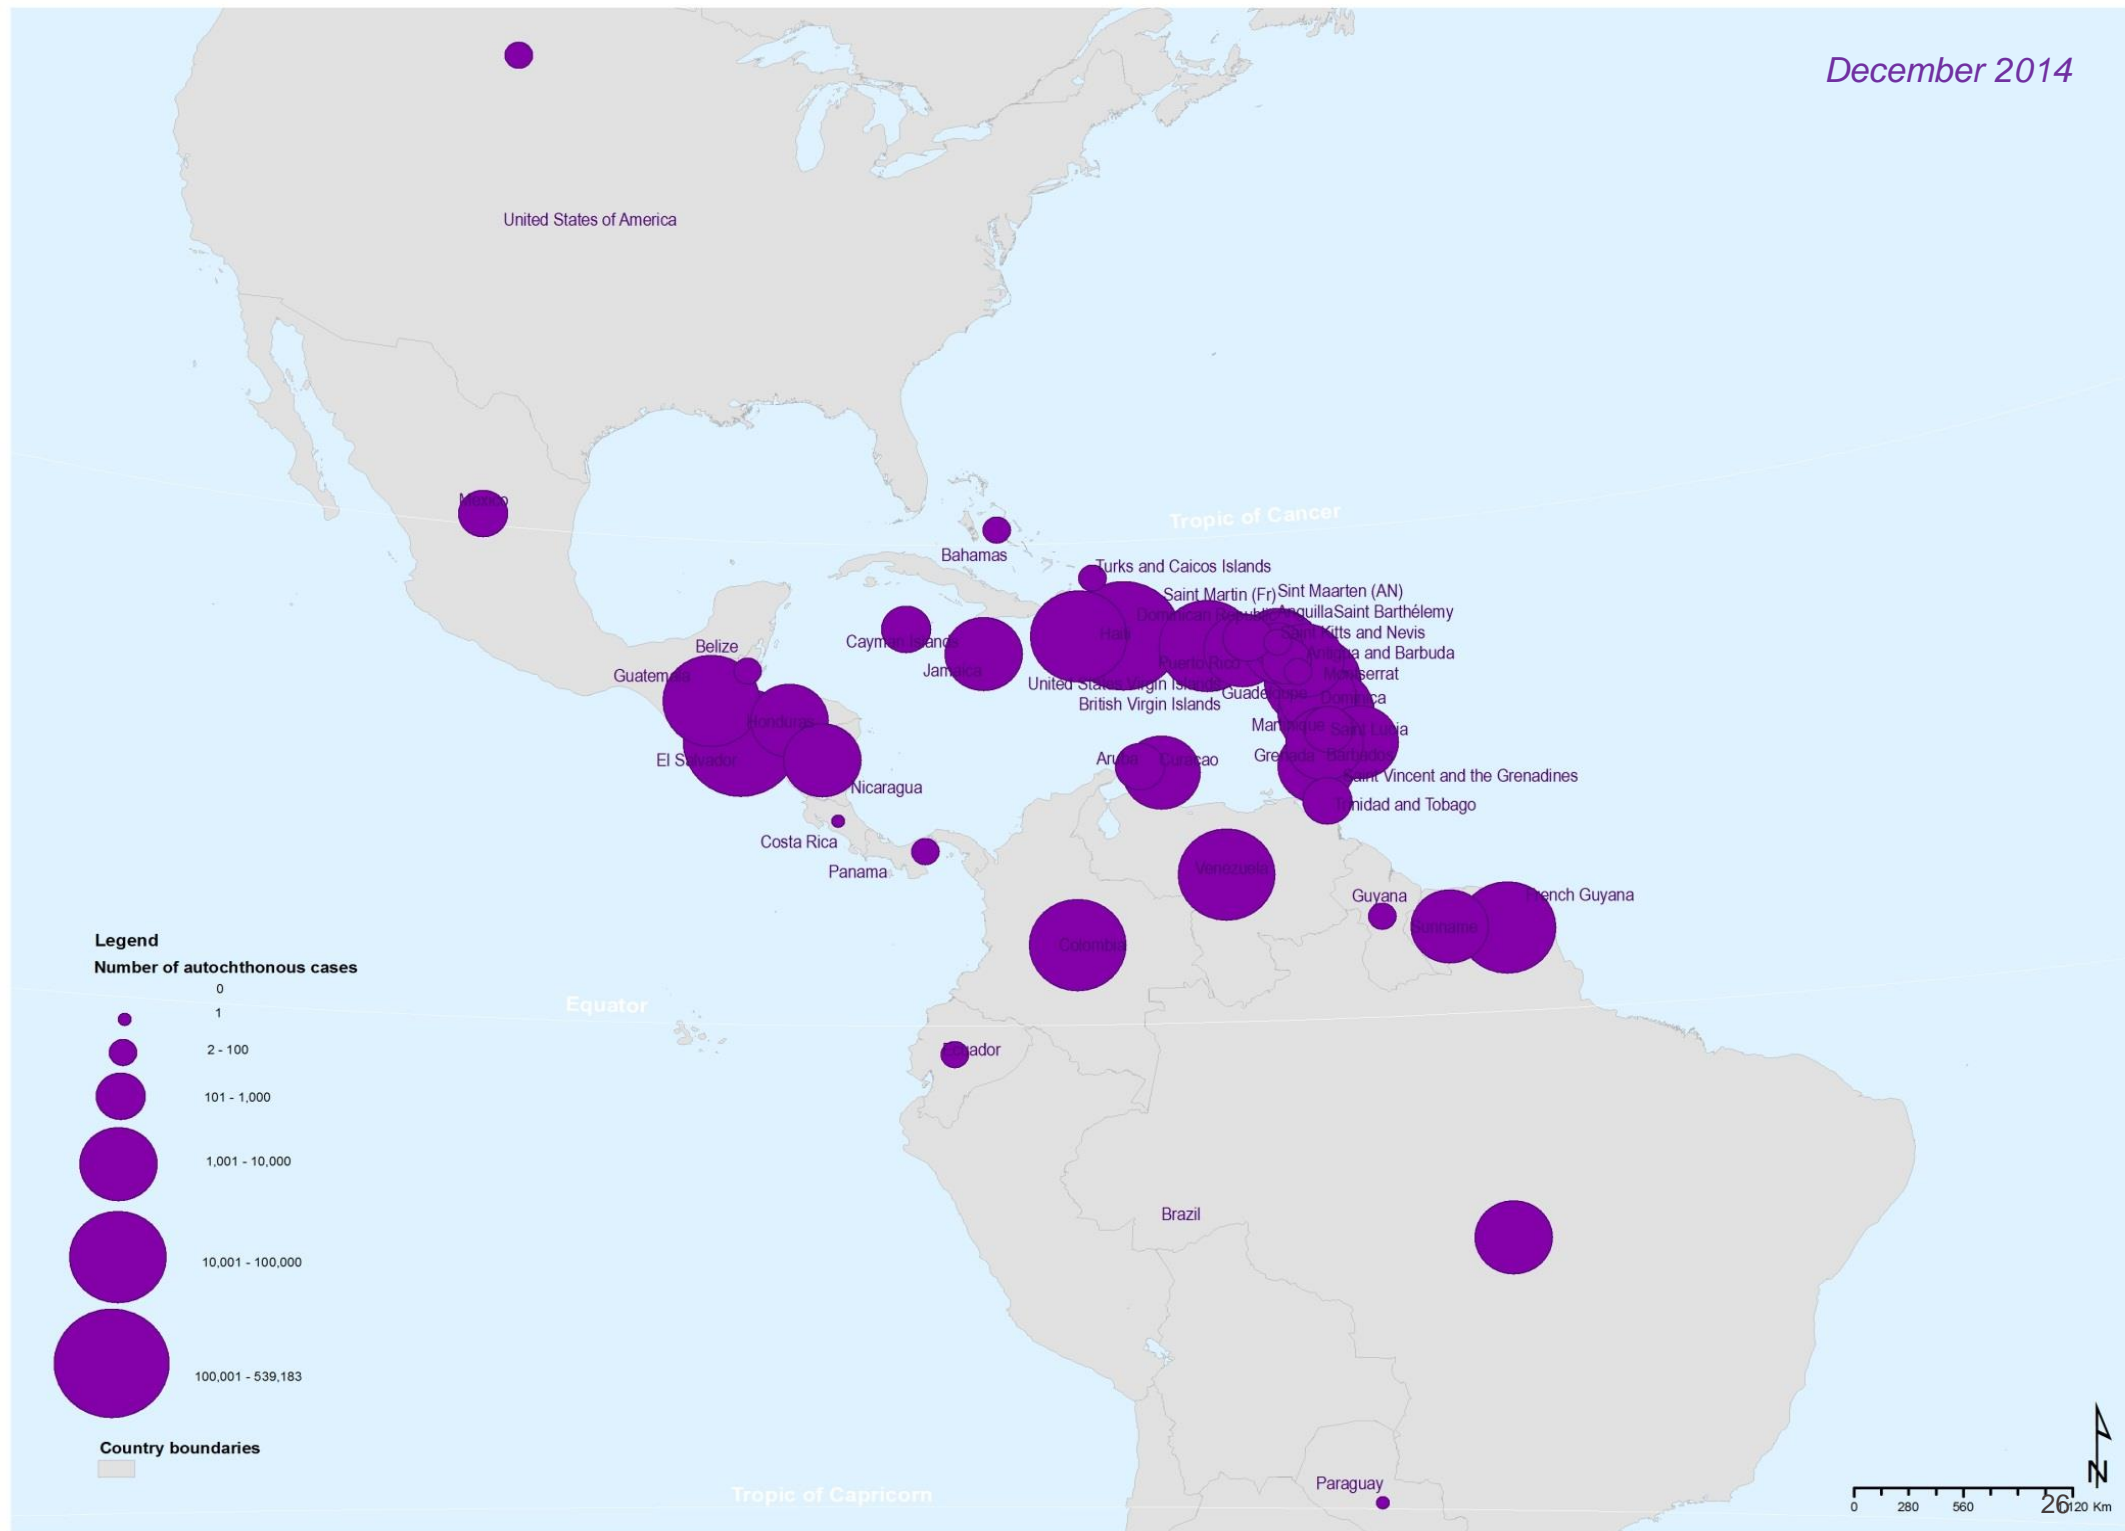 December 2014
United States of America
Mexico
Tropic of Cancer
Bahamas
Turks and Caicos Islands
Saint Martin (Fr)
Sint Maarten (AN)
Dominican Republic
Anguilla
Saint Barthélemy
Haiti
Saint Kitts and Nevis
Cayman Islands
Belize
Antigua and Barbuda
Puerto Rico
Jamaica
Guatemala
Montserrat
United States Virgin Islands
Guadeloupe
Dominica
British Virgin Islands
Honduras
Martinique
Saint Lucia
El Salvador
Aruba
Curacao
Grenada
Barbados
Saint Vincent and the Grenadines
Nicaragua
Trinidad and Tobago
Costa Rica
Panama
Venezuela
Guyana
French Guyana
Suriname
Colombia
Legend
Number of autochthonous cases
0
1
2 - 100
101 - 1,000
1,001 - 10,000
10,001 - 100,000
100,001 - 539,183
Country boundaries
Equator
Ecuador
Brazil
Paraguay
Tropic of Capricorn
N
0 280 560 1,120 Km
26